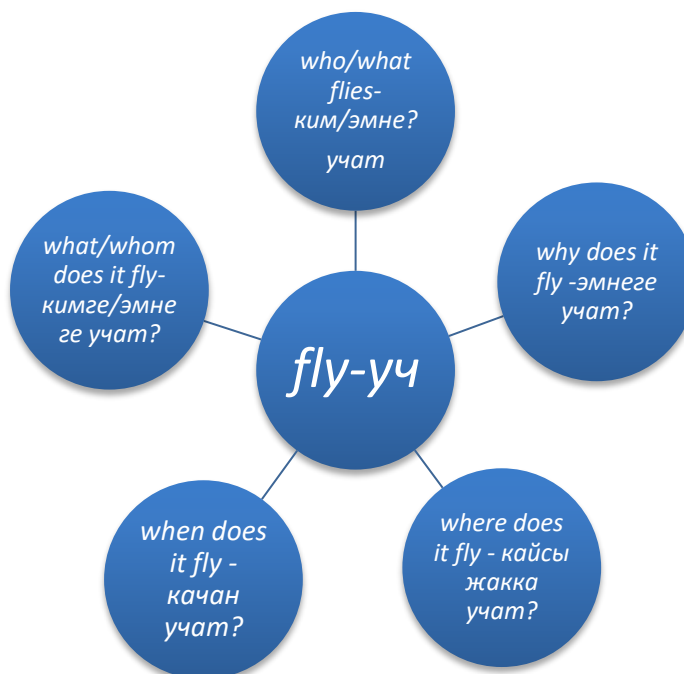 who/what
flies-
ким/эмне?
учат
why does it
fly -эмнеге
учат?
where does
it fly - кайсы
жакка
учат?
when does
it fly -
качан
учат?
what/whom
does it fly-
кимге/эмне
ге учат?
fly-уч